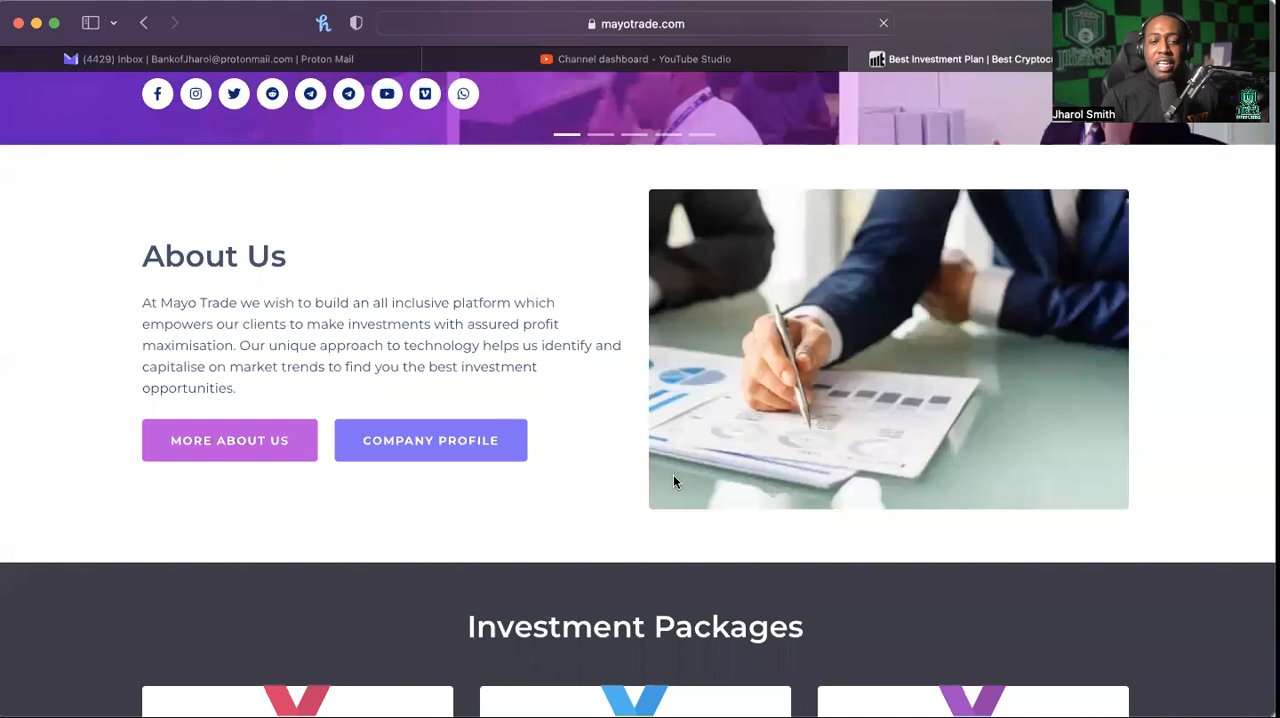 mayotrade.com
(4429) Inbox | BankofJharol@protonmail.com | Proton Mail
Channel dashboard - YouTube Studio
Best Investment Plan | Best Cryptoc
Jharol Smith
About Us
At Mayo Trade we wish to build an all inclusive platform which
empowers our clients to make investments with assured profit
maximisation. Our unique approach to technology helps us identify and
capitalise on market trends to find you the best investment
opportunities.
MORE ABOUT US
COMPANY PROFILE
Investment Packages